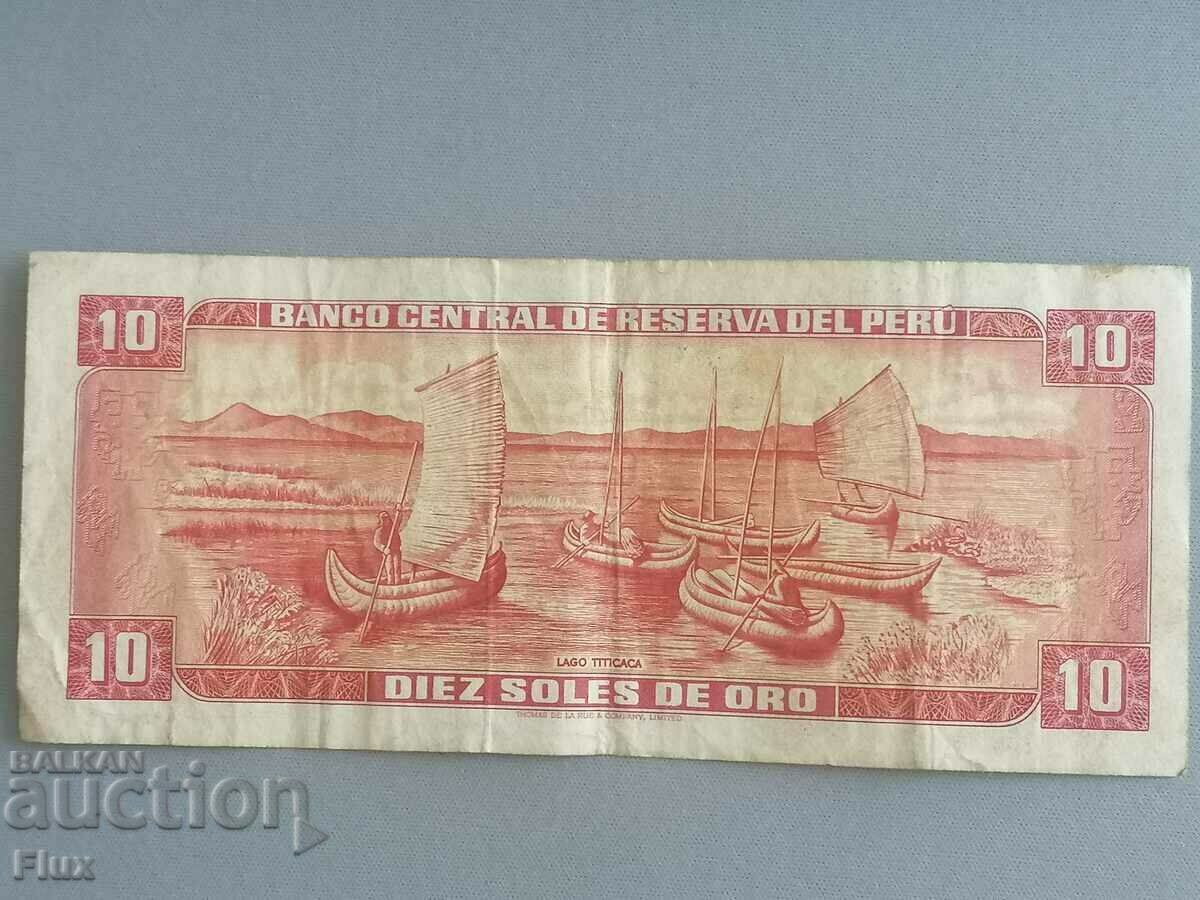 10 BANCO CENTRAL DE RESERVA DEL PERÚ 10
LAGO TITICACA
10 DIEZ SOLES DE ORO 10
THOMAS DE LA RUE & COMPANY, LIMITED
BALKAN
auction
Flux